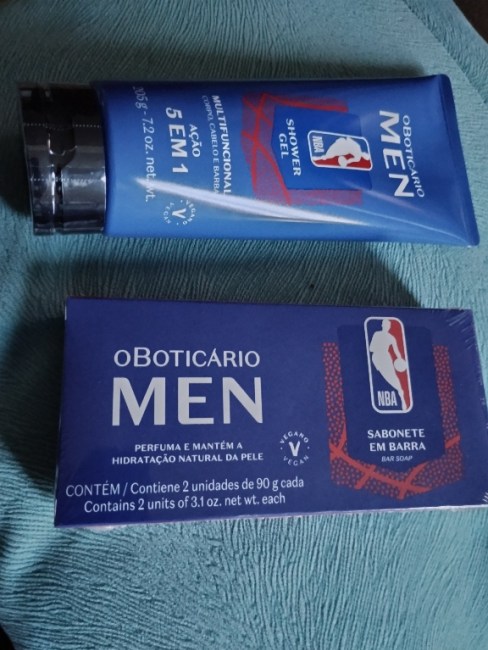 oBOTICÁRIO
MEN
NBA
SHOWER
GEL
MULTIFUNCIONAL
CORPO, CABELO E BARBA
AÇÃO
5 EM 1
205g - 7.2 oz. net wt.
VEGANO
V
VEGAN
oBOTICÁRIO
MEN
PERFUMA E MANTÉM A
HIDRATAÇÃO NATURAL DA PELE
VEGANO
V
VEGAN
CONTÉM / Contiene 2 unidades de 90 g cada
Contains 2 units of 3.1 oz. net wt. each
NBA
SABONETE
EM BARRA
BAR SOAP